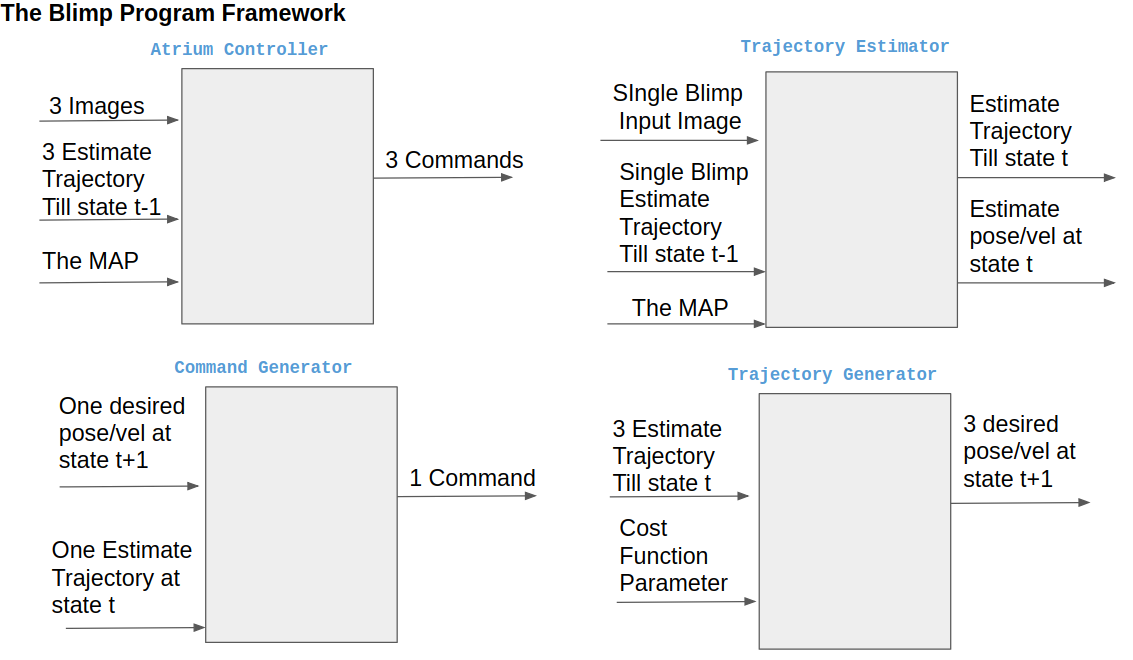 The Blimp Program Framework
Atrium Controller
3 Images
3 Estimate
Trajectory
Till state t-1
The MAP
3 Commands
Trajectory Estimator
SIngle Blimp
Input Image
Single Blimp
Estimate
Trajectory
Till state t-1
The MAP
Estimate
Trajectory
Till state t
Estimate
pose/vel at
state t
Command Generator
One desired
pose/vel at
state t+1
One Estimate
Trajectory at
state t
1 Command
Trajectory Generator
3 Estimate
Trajectory
Till state t
Cost
Function
Parameter
3 desired
pose/vel at
state t+1